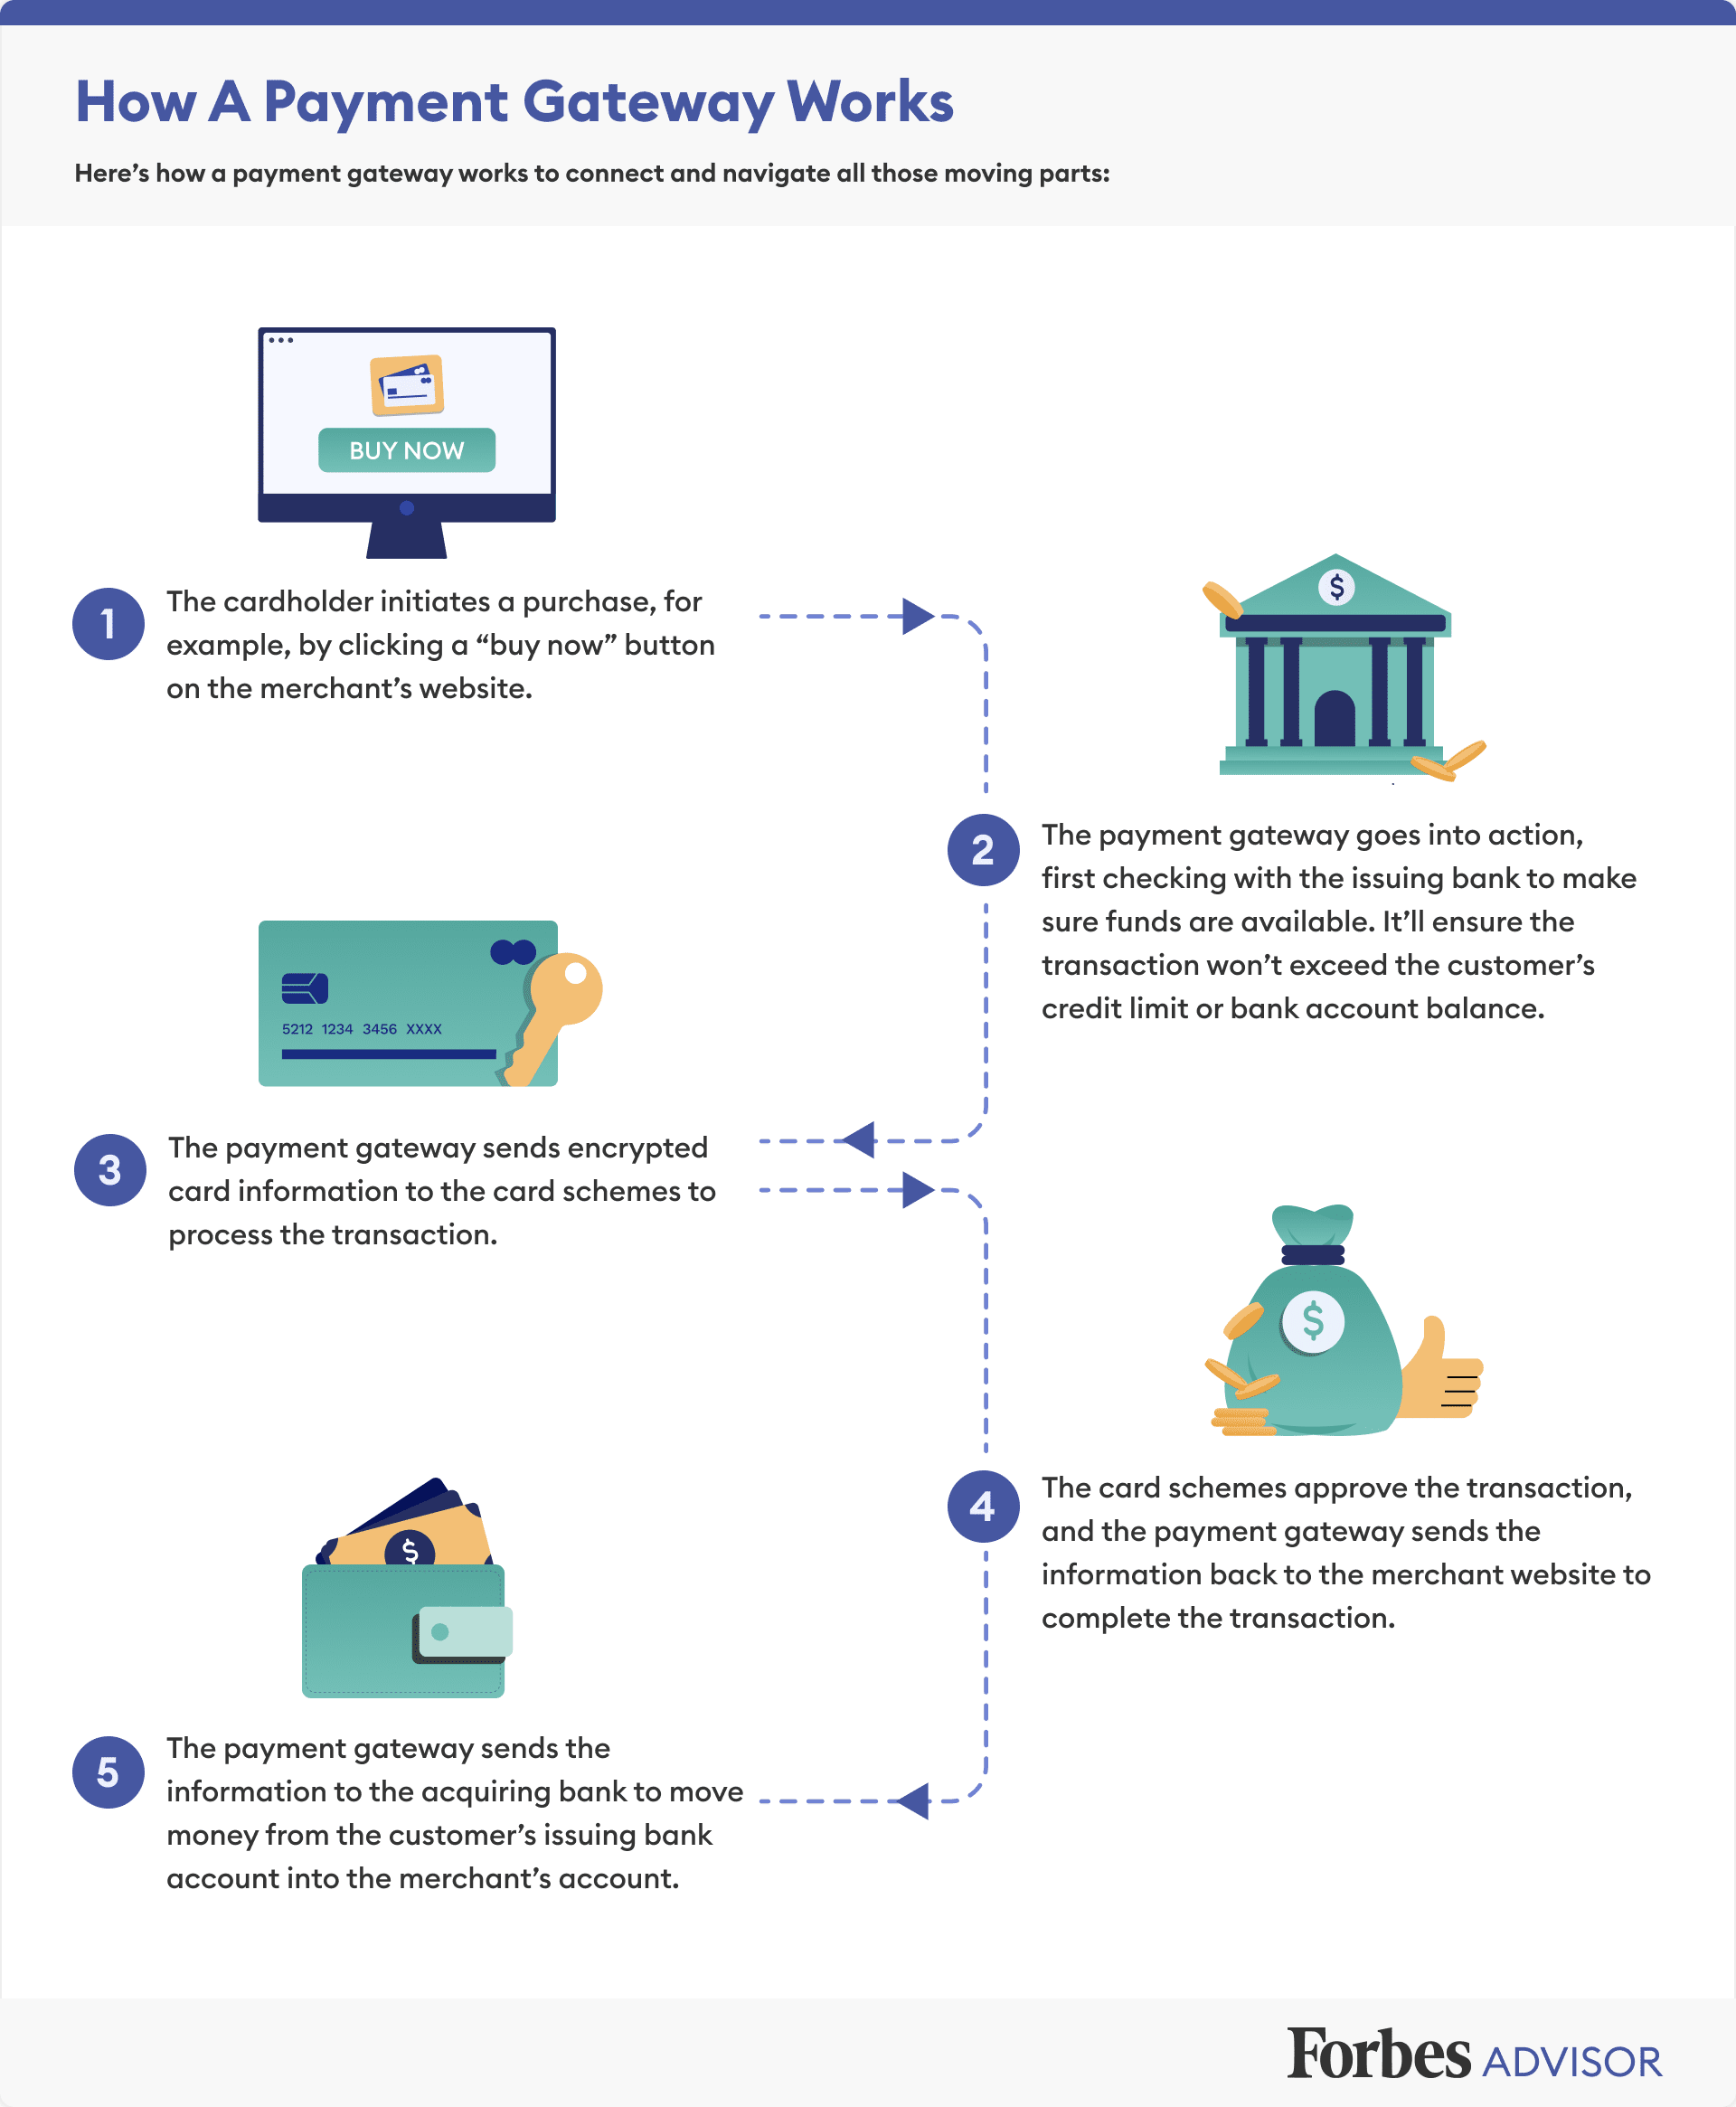 How A Payment Gateway Works
Here’s how a payment gateway works to connect and navigate all those moving parts:
BUY NOW
1
The cardholder initiates a purchase, for
example, by clicking a “buy now” button
on the merchant’s website.
$
2
The payment gateway goes into action,
first checking with the issuing bank to make
sure funds are available. It’ll ensure the
transaction won’t exceed the customer’s
credit limit or bank account balance.
5212 1234 3456 XXXX
3
The payment gateway sends encrypted
card information to the card schemes to
process the transaction.
$
4
The card schemes approve the transaction,
and the payment gateway sends the
information back to the merchant website to
complete the transaction.
$
5
The payment gateway sends the
information to the acquiring bank to move
money from the customer’s issuing bank
account into the merchant’s account.
Forbes ADVISOR